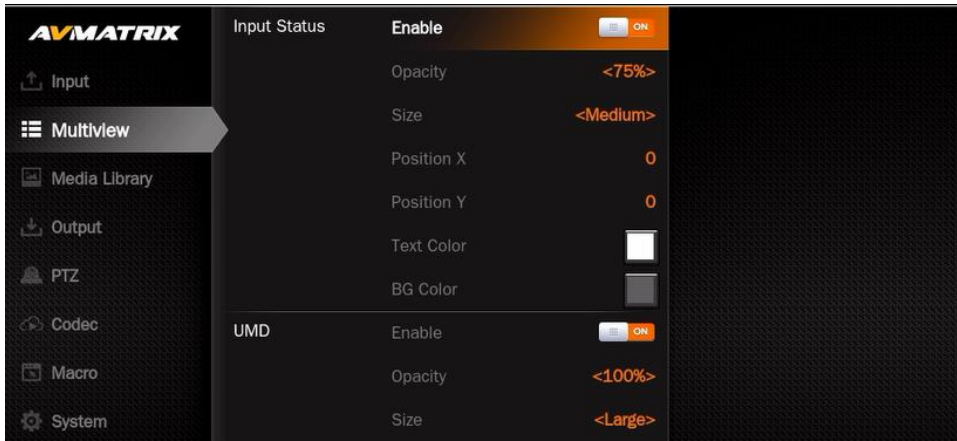 AVMATRIX
Input
Multiview
Media Library
Output
PTZ
Codec
Macro
System
Input Status Enable ON
Opacity <75%>
Size <Medium>
Position X 0
Position Y 0
Text Color
BG Color
UMD Enable ON
Opacity <100%>
Size <Large>